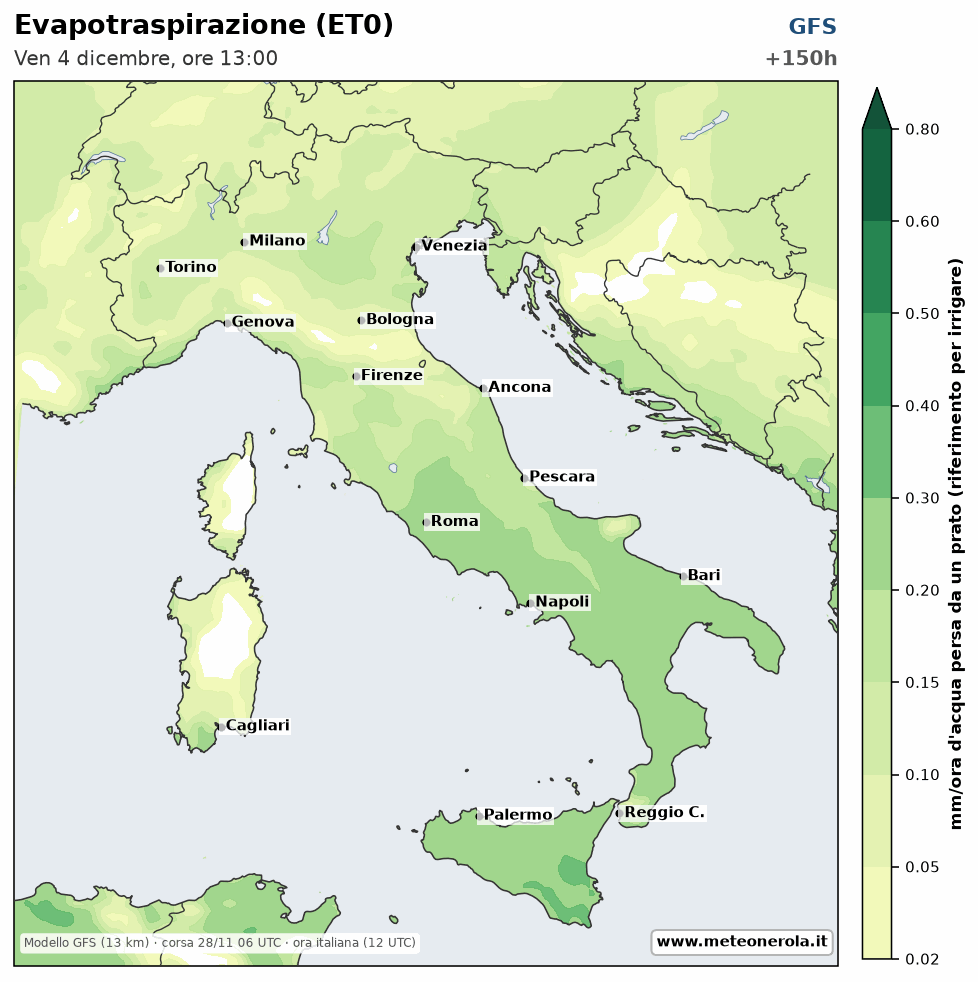 Evapotraspirazione (ET0)
GFS
Ven 4 dicembre, ore 13:00
+150h
Milano
Venezia
Torino
Genova
Bologna
Firenze
Ancona
Pescara
Roma
Bari
Napoli
Cagliari
Palermo
Reggio C.
0.80
0.60
0.50
0.40
0.30
0.20
0.15
0.10
0.05
0.02
mm/ora d'acqua persa da un prato (riferimento per irrigare)
Modello GFS (13 km) · corsa 28/11 06 UTC · ora italiana (12 UTC)
www.meteonerola.it